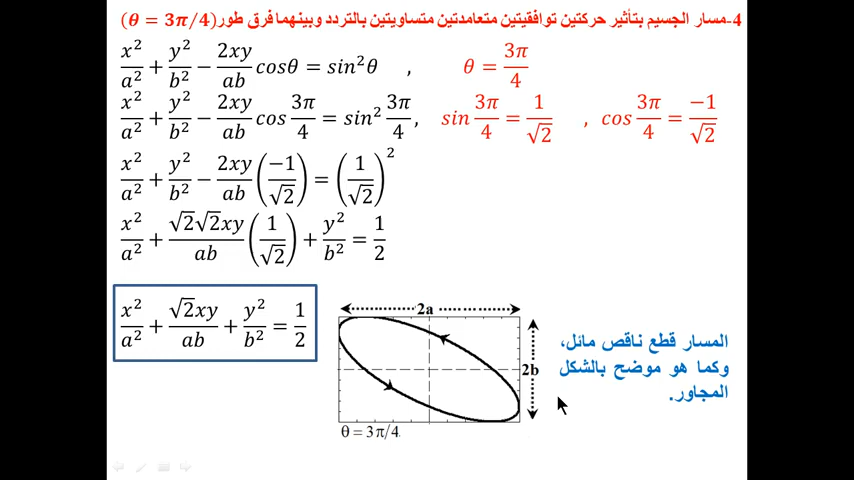 4-مسار الجسيم بتأثير حركتين توافقيتين متعامدتين متساويتين بالتردد وبينهما فرق طور(θ = 3π/4)
x²/a² + y²/b² − 2xy/ab cosθ = sin²θ , θ = 3π/4
x²/a² + y²/b² − 2xy/ab cos 3π/4 = sin² 3π/4, sin 3π/4 = 1/√2 , cos 3π/4 = −1/√2
x²/a² + y²/b² − 2xy/ab (−1/√2) = (1/√2)²
x²/a² + √2√2xy/ab (1/√2) + y²/b² = 1/2
x²/a² + √2xy/ab + y²/b² = 1/2
2a
2b
θ = 3π/4
المسار قطع ناقص مائل،
وكما هو موضح بالشكل
المجاور.